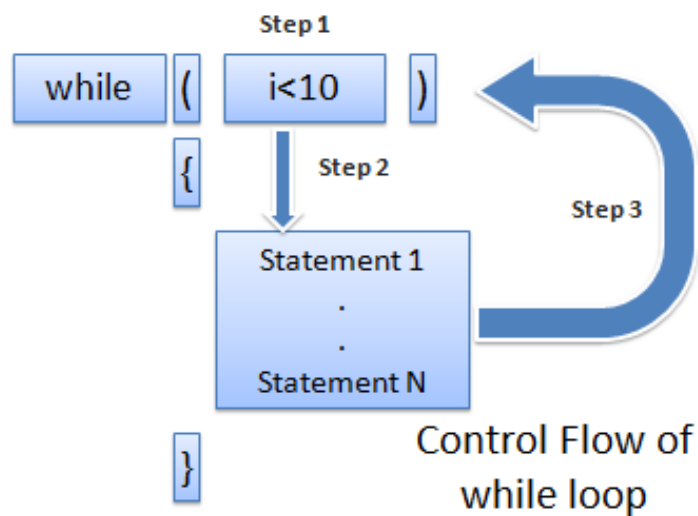 Step 1
while ( i<10 )
{
Step 2
Step 3
Statement 1
.
.
Statement N
}
Control Flow of
while loop